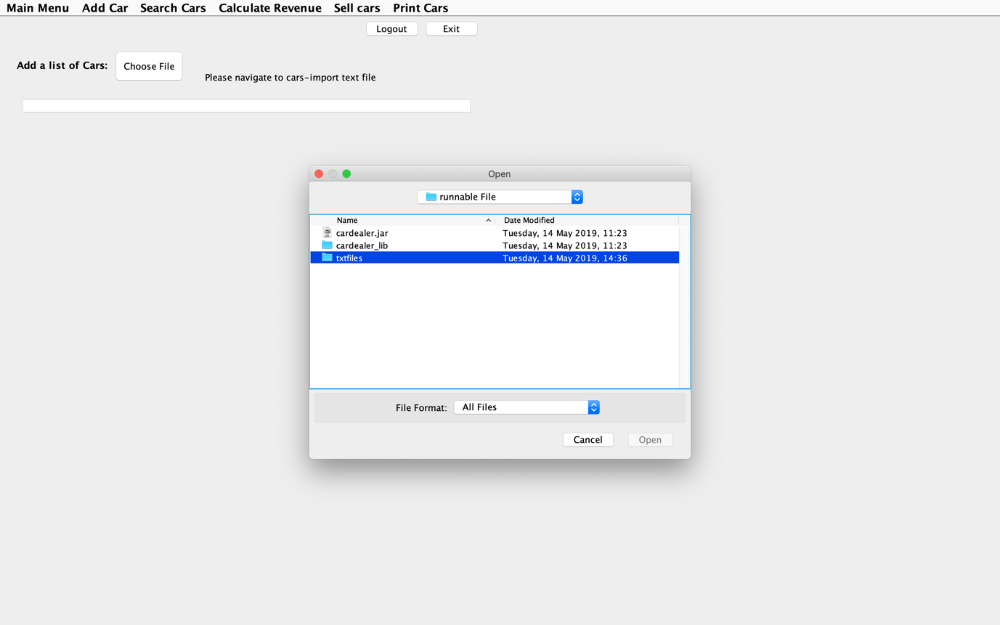 Main Menu Add Car Search Cars Calculate Revenue Sell cars Print Cars
Logout Exit
Add a list of Cars: Choose File
Please navigate to cars-import text file
Open
runnable File
Name Date Modified
cardealer.jar Tuesday, 14 May 2019, 11:23
cardealer_lib Tuesday, 14 May 2019, 11:23
txtfiles Tuesday, 14 May 2019, 14:36
File Format: All Files
Cancel Open